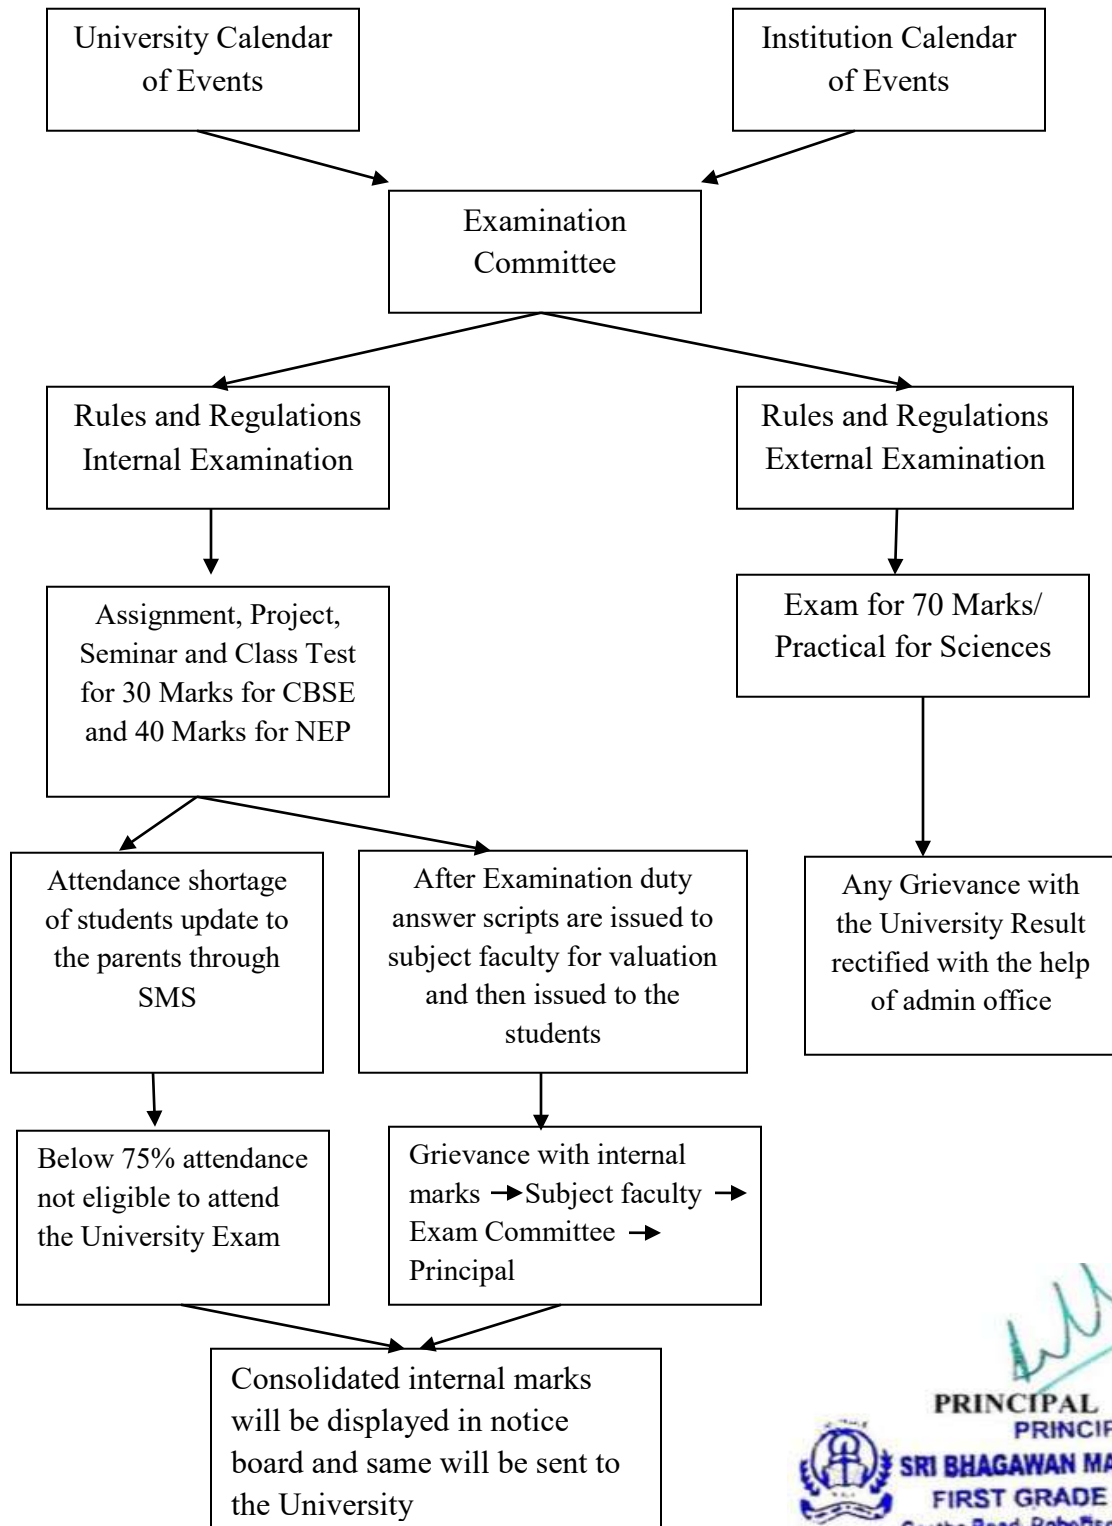 University Calendar
of Events
Institution Calendar
of Events
Examination
Committee
Rules and Regulations
Internal Examination
Rules and Regulations
External Examination
Assignment, Project,
Seminar and Class Test
for 30 Marks for CBSE
and 40 Marks for NEP
Exam for 70 Marks/
Practical for Sciences
Attendance shortage
of students update to
the parents through
SMS
After Examination duty
answer scripts are issued to
subject faculty for valuation
and then issued to the
students
Any Grievance with
the University Result
rectified with the help
of admin office
Below 75% attendance
not eligible to attend
the University Exam
Grievance with internal
marks → Subject faculty →
Exam Committee →
Principal
Consolidated internal marks
will be displayed in notice
board and same will be sent to
the University
PRINCIPAL
PRINCIP
SRI BHAGAWAN MA
FIRST GRADE